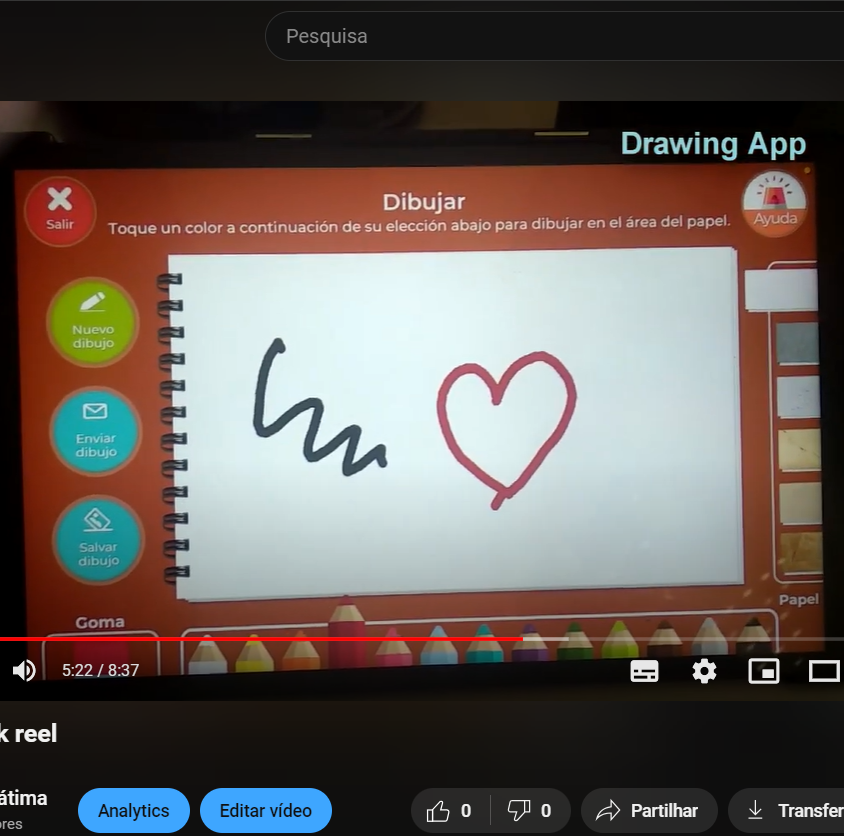 Pesquisa
Drawing App
Salir
Dibujar
Toque un color a continuación de su elección abajo para dibujar en el área del papel.
Ayuda
Nuevo
dibujo
Enviar
dibujo
Salvar
dibujo
Goma
Papel
5:22 / 8:37
k reel
átima
ores
Analytics
Editar vídeo
0
0
Partilhar
Transfer